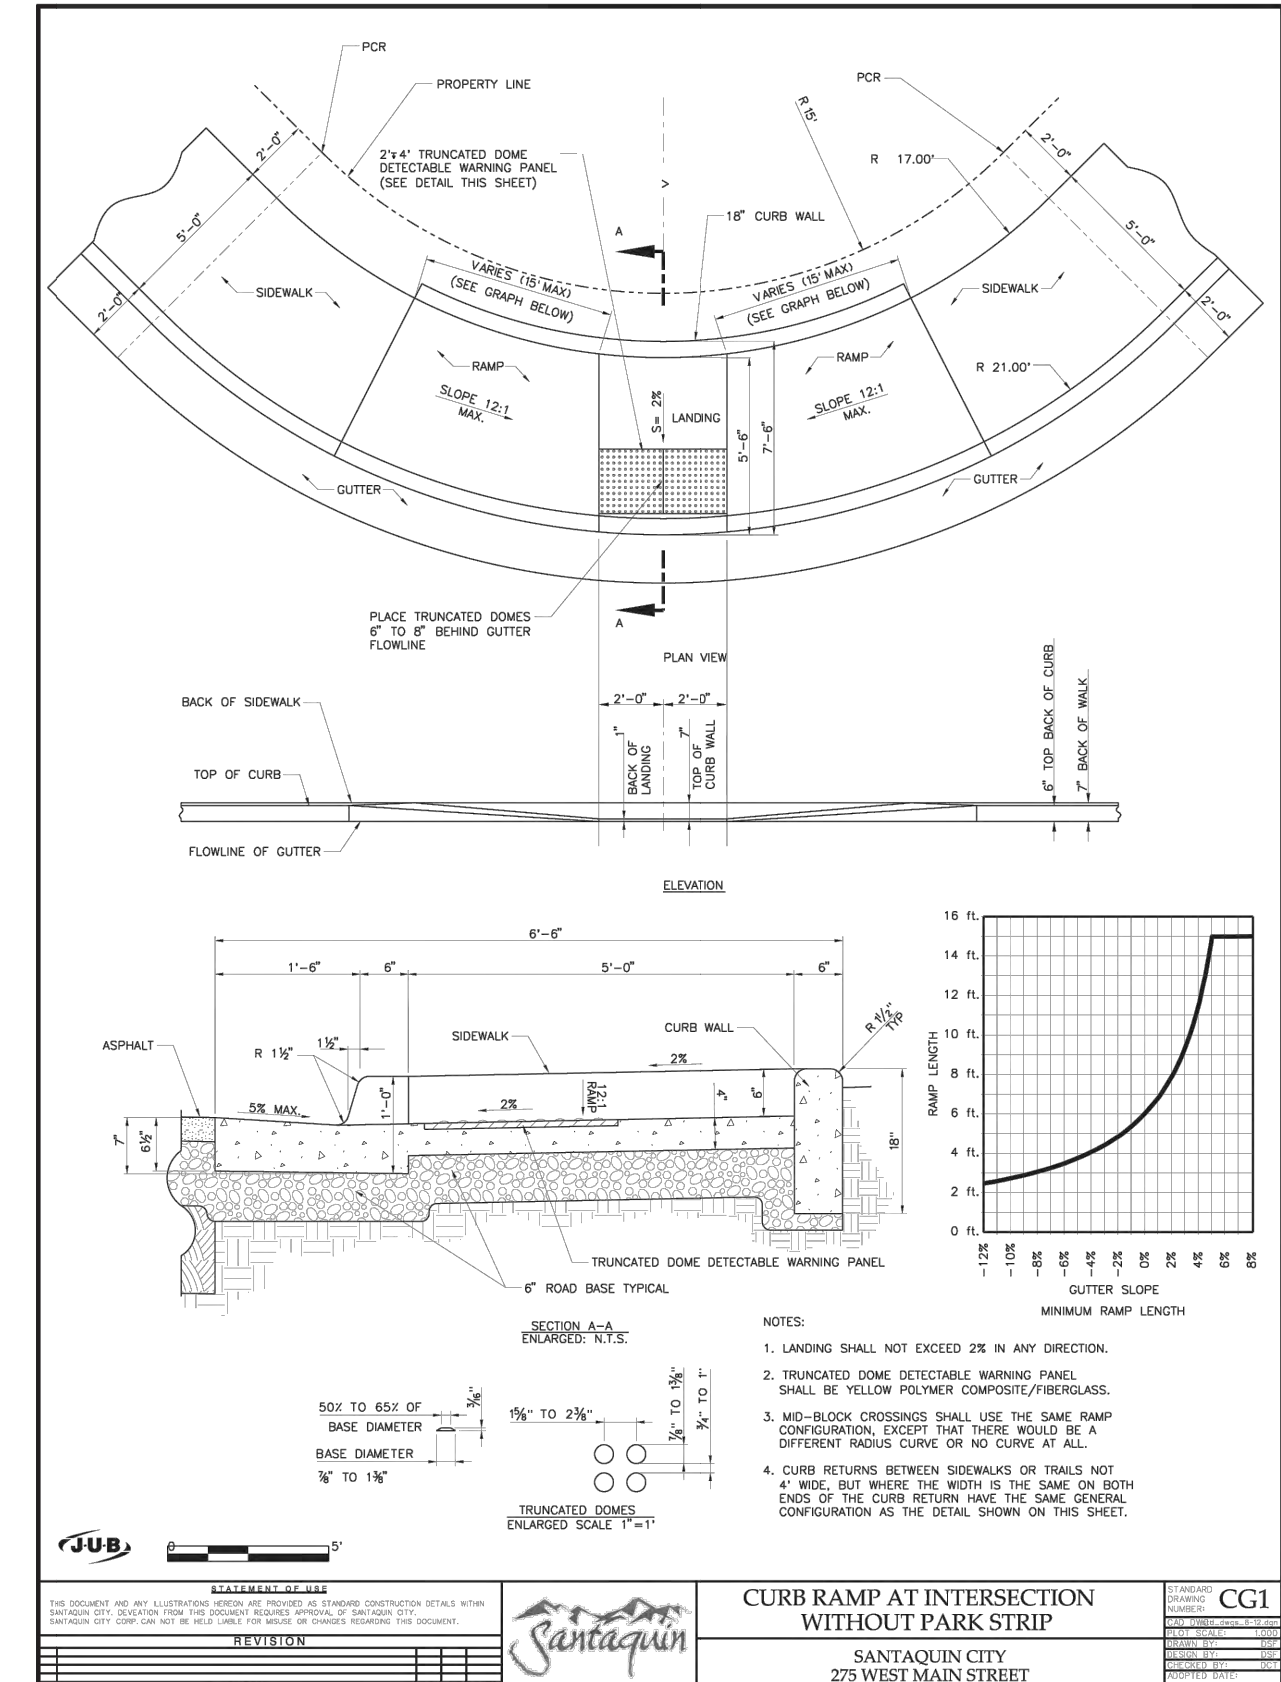 PCR
PROPERTY LINE
PCR
R 15'
2'-0"
2'-0"
2'x4' TRUNCATED DOME
DETECTABLE WARNING PANEL
(SEE DETAIL THIS SHEET)
R 17.00'
18" CURB WALL
A
5'-0"
5'-0"
VARIES (15' MAX)
(SEE GRAPH BELOW)
VARIES (15' MAX)
(SEE GRAPH BELOW)
SIDEWALK
SIDEWALK
2'-0"
2'-0"
RAMP
RAMP
R 21.00'
SLOPE 12:1
MAX.
SLOPE 12:1
MAX.
S= 2%
LANDING
5'-6"
7'-6"
GUTTER
GUTTER
PLACE TRUNCATED DOMES
6" TO 8" BEHIND GUTTER
FLOWLINE
A
PLAN VIEW
2'-0"
2'-0"
BACK OF SIDEWALK
1"
BACK OF
LANDING
7"
TOP OF
CURB WALL
6" TOP BACK OF CURB
7" BACK OF WALK
TOP OF CURB
FLOWLINE OF GUTTER
ELEVATION
6'-6"
1'-6"
6"
5'-0"
6"
ASPHALT
R 1½"
1½"
SIDEWALK
CURB WALL
R 1/2"
TYP
2%
5% MAX.
1'-0"
2%
12:1
RAMP
4"
6"
18"
7"
6½"
TRUNCATED DOME DETECTABLE WARNING PANEL
6" ROAD BASE TYPICAL
SECTION A-A
ENLARGED: N.T.S.
16 ft.
14 ft.
12 ft.
10 ft.
8 ft.
6 ft.
4 ft.
2 ft.
0 ft.
RAMP LENGTH
-12%
-10%
-8%
-6%
-4%
-2%
0%
2%
4%
6%
8%
GUTTER SLOPE
MINIMUM RAMP LENGTH
NOTES:
1. LANDING SHALL NOT EXCEED 2% IN ANY DIRECTION.
2. TRUNCATED DOME DETECTABLE WARNING PANEL
SHALL BE YELLOW POLYMER COMPOSITE/FIBERGLASS.
3. MID-BLOCK CROSSINGS SHALL USE THE SAME RAMP
CONFIGURATION, EXCEPT THAT THERE WOULD BE A
DIFFERENT RADIUS CURVE OR NO CURVE AT ALL.
4. CURB RETURNS BETWEEN SIDEWALKS OR TRAILS NOT
4' WIDE, BUT WHERE THE WIDTH IS THE SAME ON BOTH
ENDS OF THE CURB RETURN HAVE THE SAME GENERAL
CONFIGURATION AS THE DETAIL SHOWN ON THIS SHEET.
50% TO 65% OF
BASE DIAMETER
3/16"
BASE DIAMETER
⅞" TO 1⅜"
1⅝" TO 2⅜"
⅞" TO 1⅜"
¾" TO 1"
TRUNCATED DOMES
ENLARGED SCALE 1"=1'
J·U·B
0
5'
STATEMENT OF USE
THIS DOCUMENT AND ANY ILLUSTRATIONS HEREON ARE PROVIDED AS STANDARD CONSTRUCTION DETAILS WITHIN
SANTAQUIN CITY. DEVEATION FROM THIS DOCUMENT REQUIRES APPROVAL OF SANTAQUIN CITY.
SANTAQUIN CITY CORP. CAN NOT BE HELD LIABLE FOR MISUSE OR CHANGES REGARDING THIS DOCUMENT.
REVISION
Santaquin
CURB RAMP AT INTERSECTION
WITHOUT PARK STRIP
SANTAQUIN CITY
275 WEST MAIN STREET
STANDARD
DRAWING
NUMBER:
CG1
PLOT SCALE: 1.000
DRAWN BY: DSF
DESIGN BY: DSF
CHECKED BY: DCT
ADOPTED DATE: